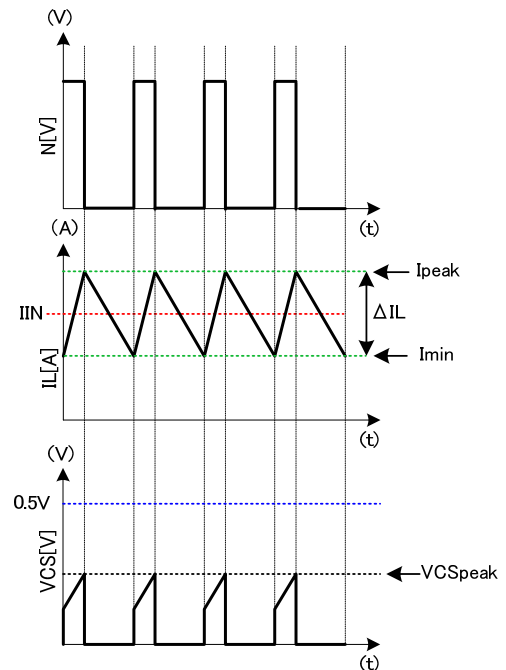 (V)
N[V]
(t)
(A)
Ipeak
IIN
ΔIL
Imin
IL[A]
(t)
(V)
0.5V
VCS[V]
VCSpeak
(t)